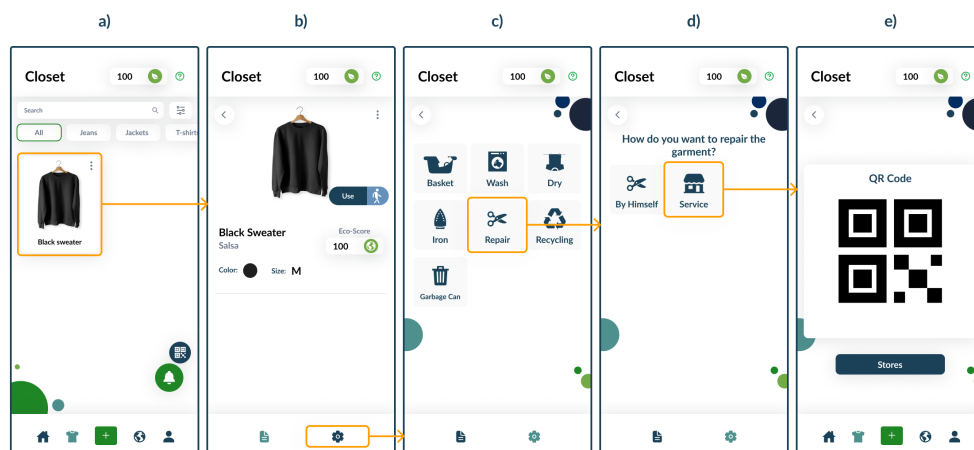 a)
b)
c)
d)
e)
Closet
100
Search
All
Jeans
Jackets
T-shirts
Black sweater
Closet
100
Use
Black Sweater
Salsa
Eco-Score
100
Color:
Size: M
Closet
100
Basket
Wash
Dry
Iron
Repair
Recycling
Garbage Can
Closet
100
How do you want to repair the
garment?
By Himself
Service
Closet
100
QR Code
Stores